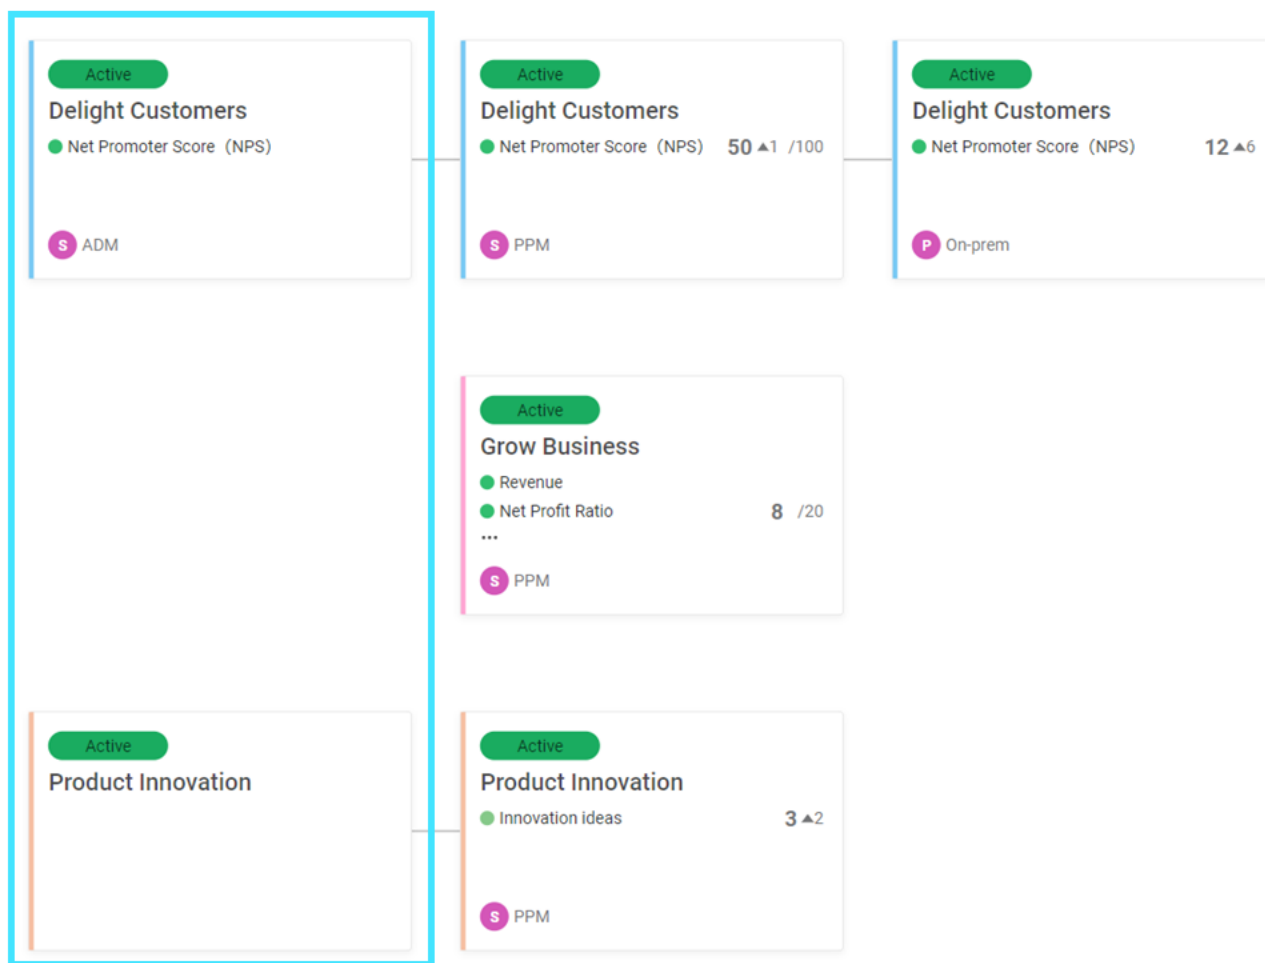 Active
Delight Customers
Net Promoter Score (NPS)
S ADM
Active
Delight Customers
Net Promoter Score (NPS) 50 ▲1 /100
S PPM
Active
Delight Customers
Net Promoter Score (NPS) 12 ▲6
P On-prem
Active
Grow Business
Revenue
Net Profit Ratio 8 /20
...
S PPM
Active
Product Innovation
Active
Product Innovation
Innovation ideas 3 ▲2
S PPM